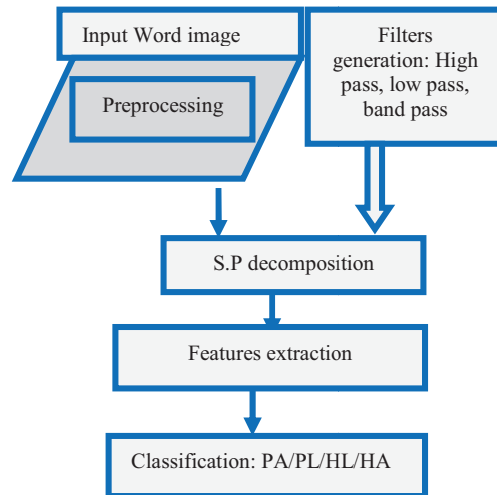 Input Word image
Preprocessing
Filters
generation: High
pass, low pass,
band pass
S.P decomposition
Features extraction
Classification: PA/PL/HL/HA